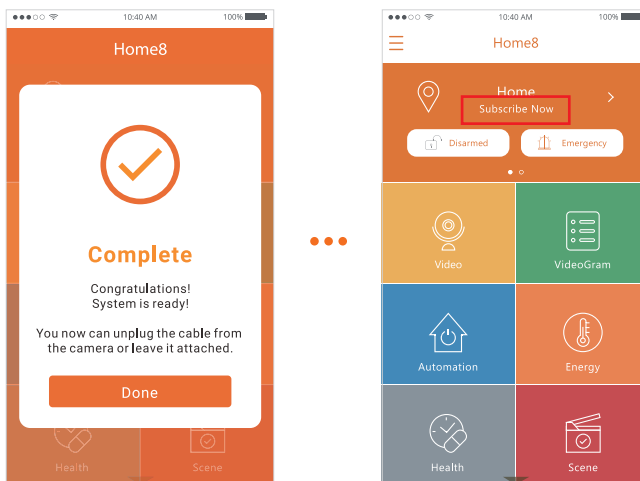 10:40 AM
100%
Home8
Complete
Congratulations!
System is ready!
You now can unplug the cable from
the camera or leave it attached.
Done
Health
Scene
10:40 AM
100%
Home8
Home
Subscribe Now
Disarmed
Emergency
Video
VideoGram
Automation
Energy
Health
Scene